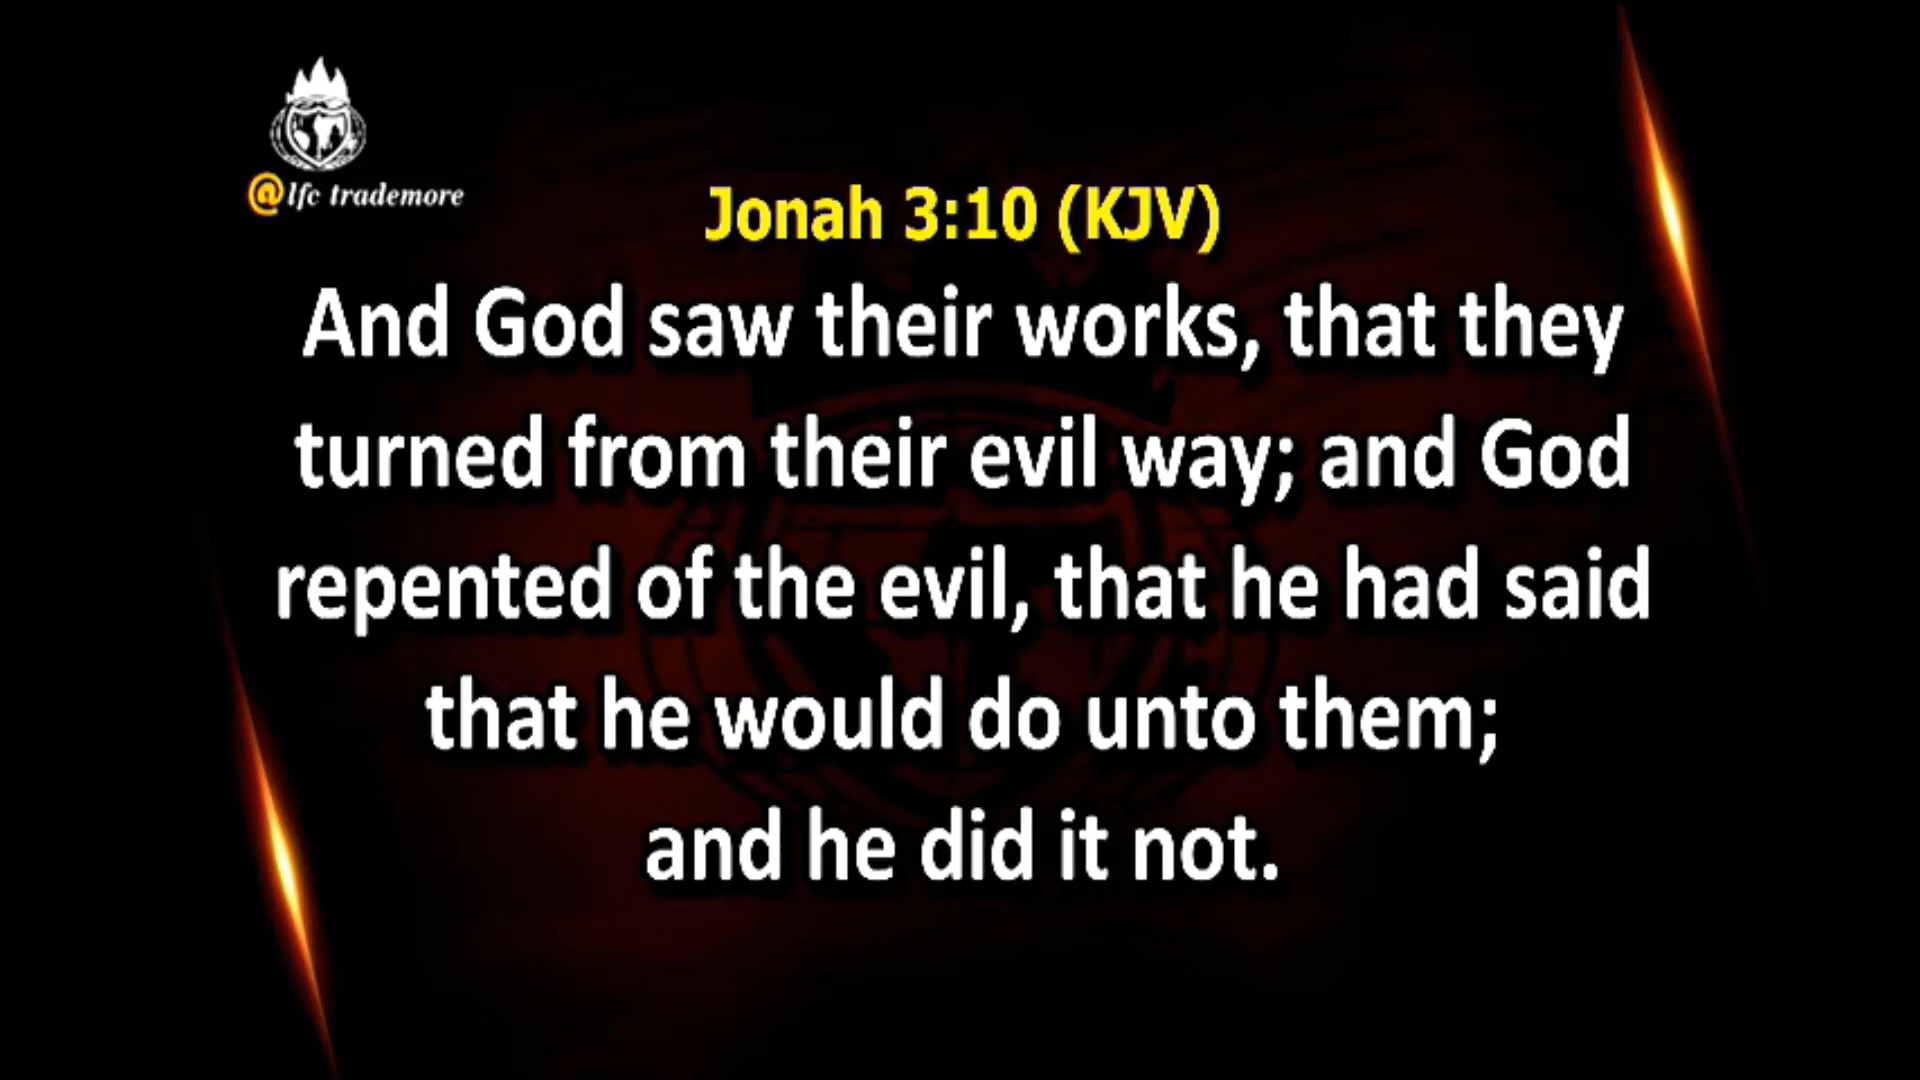 @lfc trademore
Jonah 3:10 (KJV)
And God saw their works, that they
turned from their evil way; and God
repented of the evil, that he had said
that he would do unto them;
and he did it not.